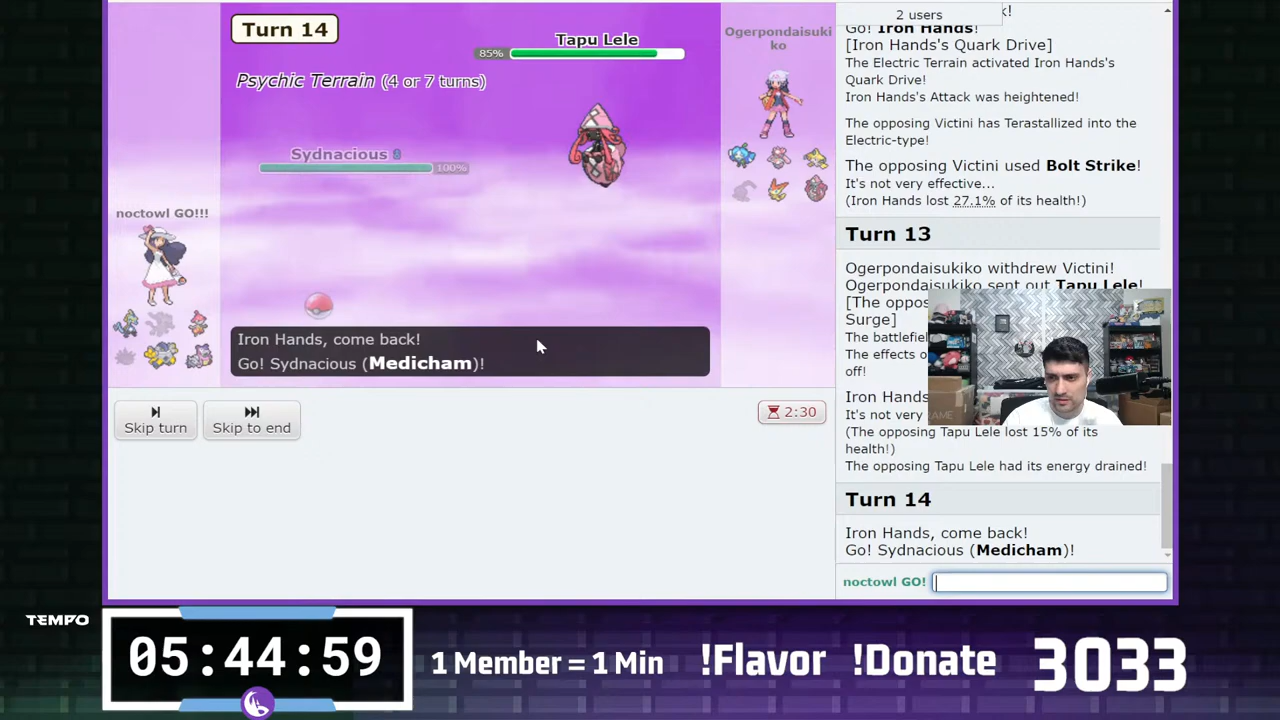 Turn 14
Psychic Terrain (4 or 7 turns)
85%
Tapu Lele
Sydnacious
100%
noctowl GO!!!
Ogerpondaisuki
ko
Iron Hands, come back!
Go! Sydnacious (Medicham)!
Skip turn
Skip to end
2:30
2 users
Go! Iron Hands!
[Iron Hands's Quark Drive]
The Electric Terrain activated Iron Hands's
Quark Drive!
Iron Hands's Attack was heightened!
The opposing Victini has Terastallized into the
Electric-type!
The opposing Victini used Bolt Strike!
It's not very effective...
(Iron Hands lost 27.1% of its health!)
Turn 13
Ogerpondaisukiko withdrew Victini!
Ogerpondaisukiko sent out Tapu Lele!
[The oppos
Surge]
The battlefi
The effects o
off!
Iron Hands
It's not very
(The opposing Tapu Lele lost 15% of its
health!)
The opposing Tapu Lele had its energy drained!
Turn 14
Iron Hands, come back!
Go! Sydnacious (Medicham)!
noctowl GO!
TEMPO
05:44:59
1 Member = 1 Min
!Flavor
!Donate
3033